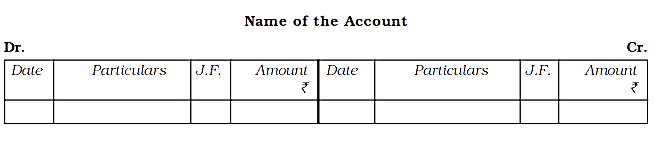 Name of the Account
Dr. Cr.
Date Particulars J.F. Amount Date Particulars J.F. Amount
₹ ₹